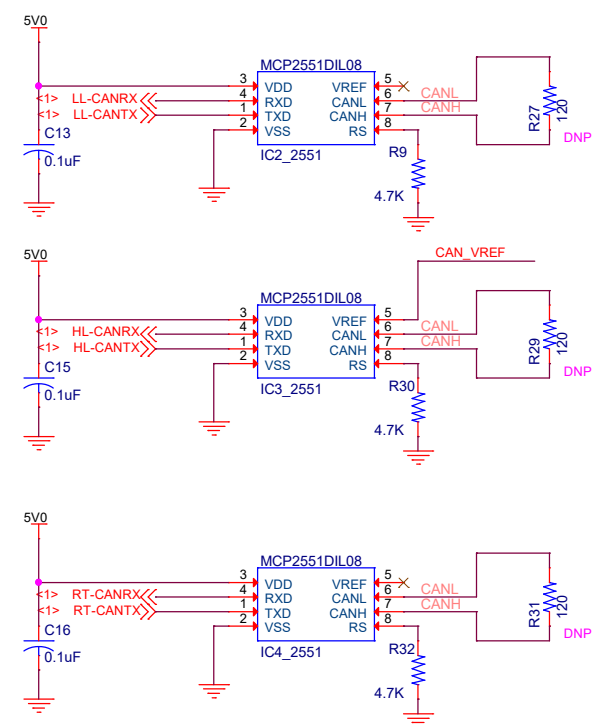 5V0
MCP2551DIL08
3 VDD VREF 5
<1> LL-CANRX 4 RXD CANL 6 CANL
<1> LL-CANTX 1 TXD CANH 7 CANH
2 VSS RS 8
C13
0.1uF
IC2_2551
R9
4.7K
R27
120
DNP
5V0
CAN_VREF
MCP2551DIL08
3 VDD VREF 5
<1> HL-CANRX 4 RXD CANL 6 CANL
<1> HL-CANTX 1 TXD CANH 7 CANH
2 VSS RS 8
C15
0.1uF
IC3_2551
R30
4.7K
R29
120
DNP
5V0
MCP2551DIL08
3 VDD VREF 5
<1> RT-CANRX 4 RXD CANL 6 CANL
<1> RT-CANTX 1 TXD CANH 7 CANH
2 VSS RS 8
C16
0.1uF
IC4_2551
R32
4.7K
R31
120
DNP